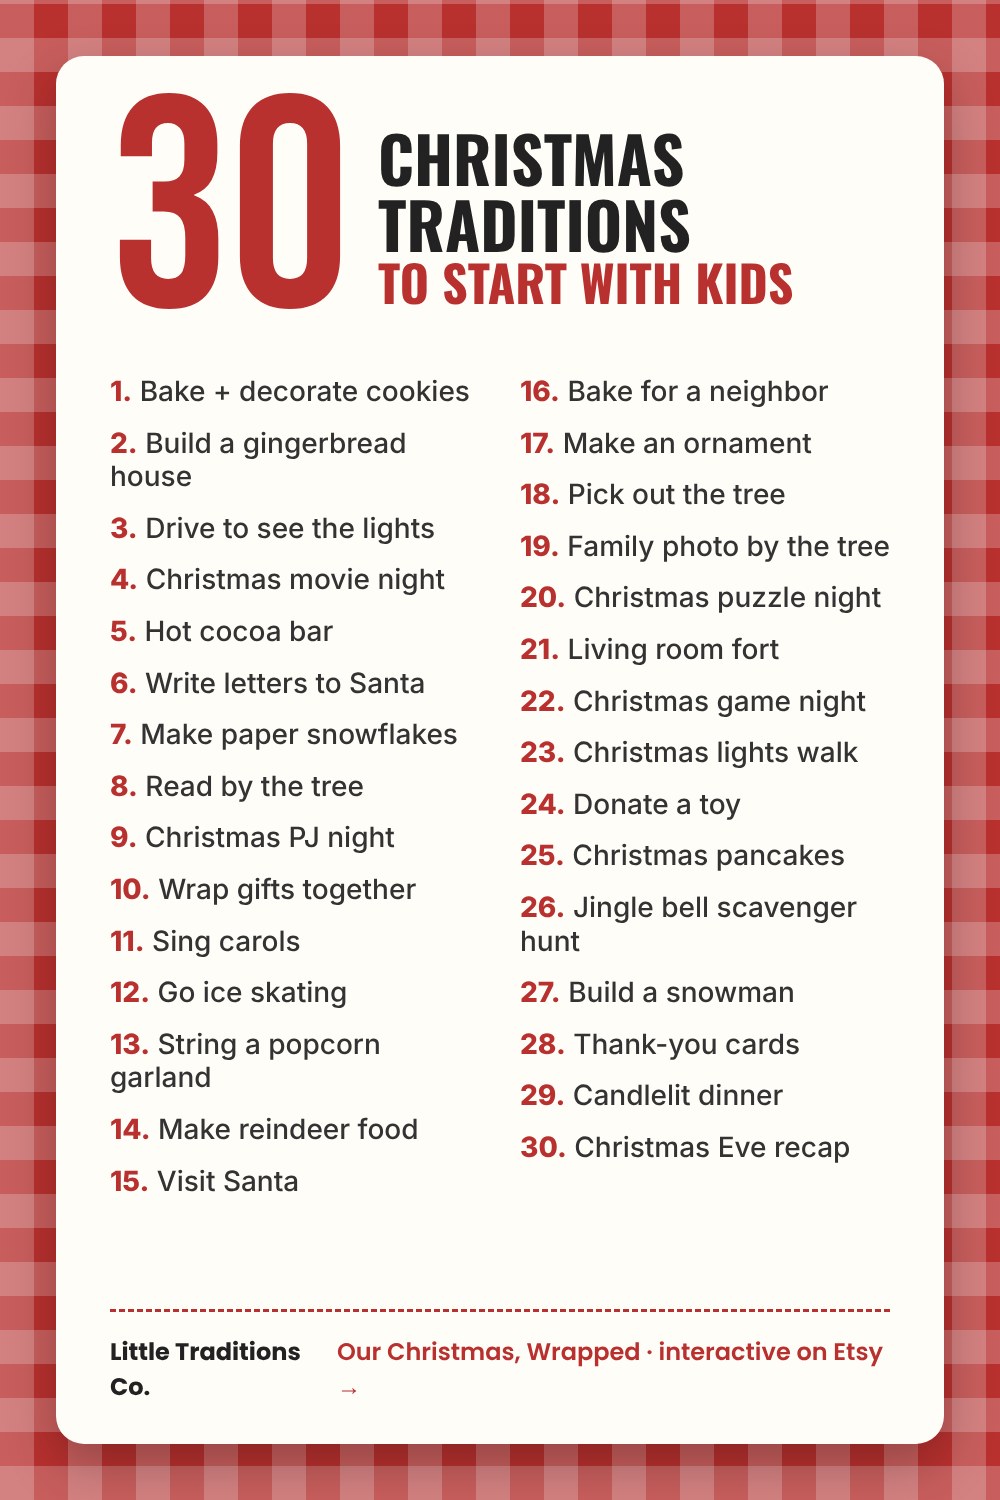 30
CHRISTMAS
TRADITIONS
TO START WITH KIDS
1. Bake + decorate cookies
2. Build a gingerbread
house
3. Drive to see the lights
4. Christmas movie night
5. Hot cocoa bar
6. Write letters to Santa
7. Make paper snowflakes
8. Read by the tree
9. Christmas PJ night
10. Wrap gifts together
11. Sing carols
12. Go ice skating
13. String a popcorn
garland
14. Make reindeer food
15. Visit Santa
16. Bake for a neighbor
17. Make an ornament
18. Pick out the tree
19. Family photo by the tree
20. Christmas puzzle night
21. Living room fort
22. Christmas game night
23. Christmas lights walk
24. Donate a toy
25. Christmas pancakes
26. Jingle bell scavenger
hunt
27. Build a snowman
28. Thank-you cards
29. Candlelit dinner
30. Christmas Eve recap
Little Traditions
Co.
Our Christmas, Wrapped · interactive on Etsy
→